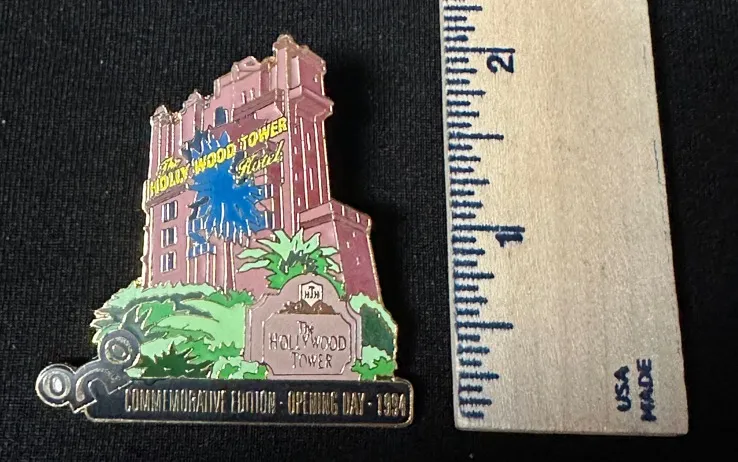 The
HOLLYWOOD TOWER
Hotel
HTH
The
HOLLYWOOD
TOWER
COMMEMORATIVE EDITION · OPENING DAY · 1994
2
1
USA
MADE